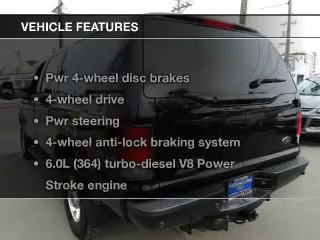 VEHICLE FEATURES
• Pwr 4-wheel disc brakes
• 4-wheel drive
• Pwr steering
• 4-wheel anti-lock braking system
• 6.0L (364) turbo-diesel V8 Power
Stroke engine